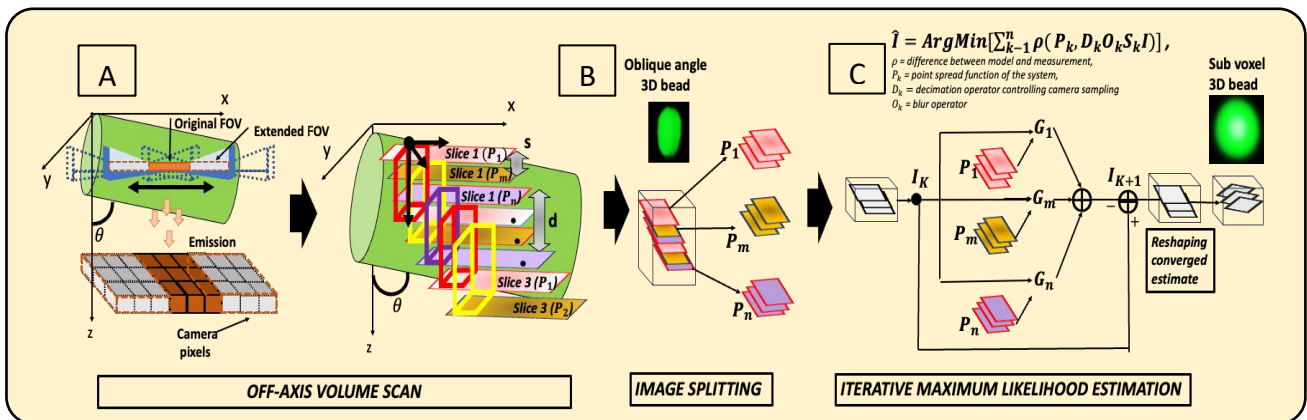 A
x
Original FOV
Extended FOV
y
θ
Emission
z
Camera
pixels
x
y
s
Slice 1 (P₁)
Slice 1 (Pₘ)
Slice 1 (Pₙ)
d
Slice 3 (P₁)
Slice 3 (P₂)
θ
z
OFF-AXIS VOLUME SCAN
B
Oblique angle
3D bead
P₁
Pₘ
Pₙ
IMAGE SPLITTING
C
Î = ArgMin[∑ⁿₖ₋₁ ρ( Pₖ, DₖOₖSₖI)] ,
ρ = difference between model and measurement,
Pₖ = point spread function of the system,
Dₖ = decimation operator controlling camera sampling
Oₖ = blur operator
Sub voxel
3D bead
I_K
G₁
P₁
Gₘ
Pₘ
Gₙ
Pₙ
I_{K+1}
−
+
Reshaping
converged
estimate
ITERATIVE MAXIMUM LIKELIHOOD ESTIMATION